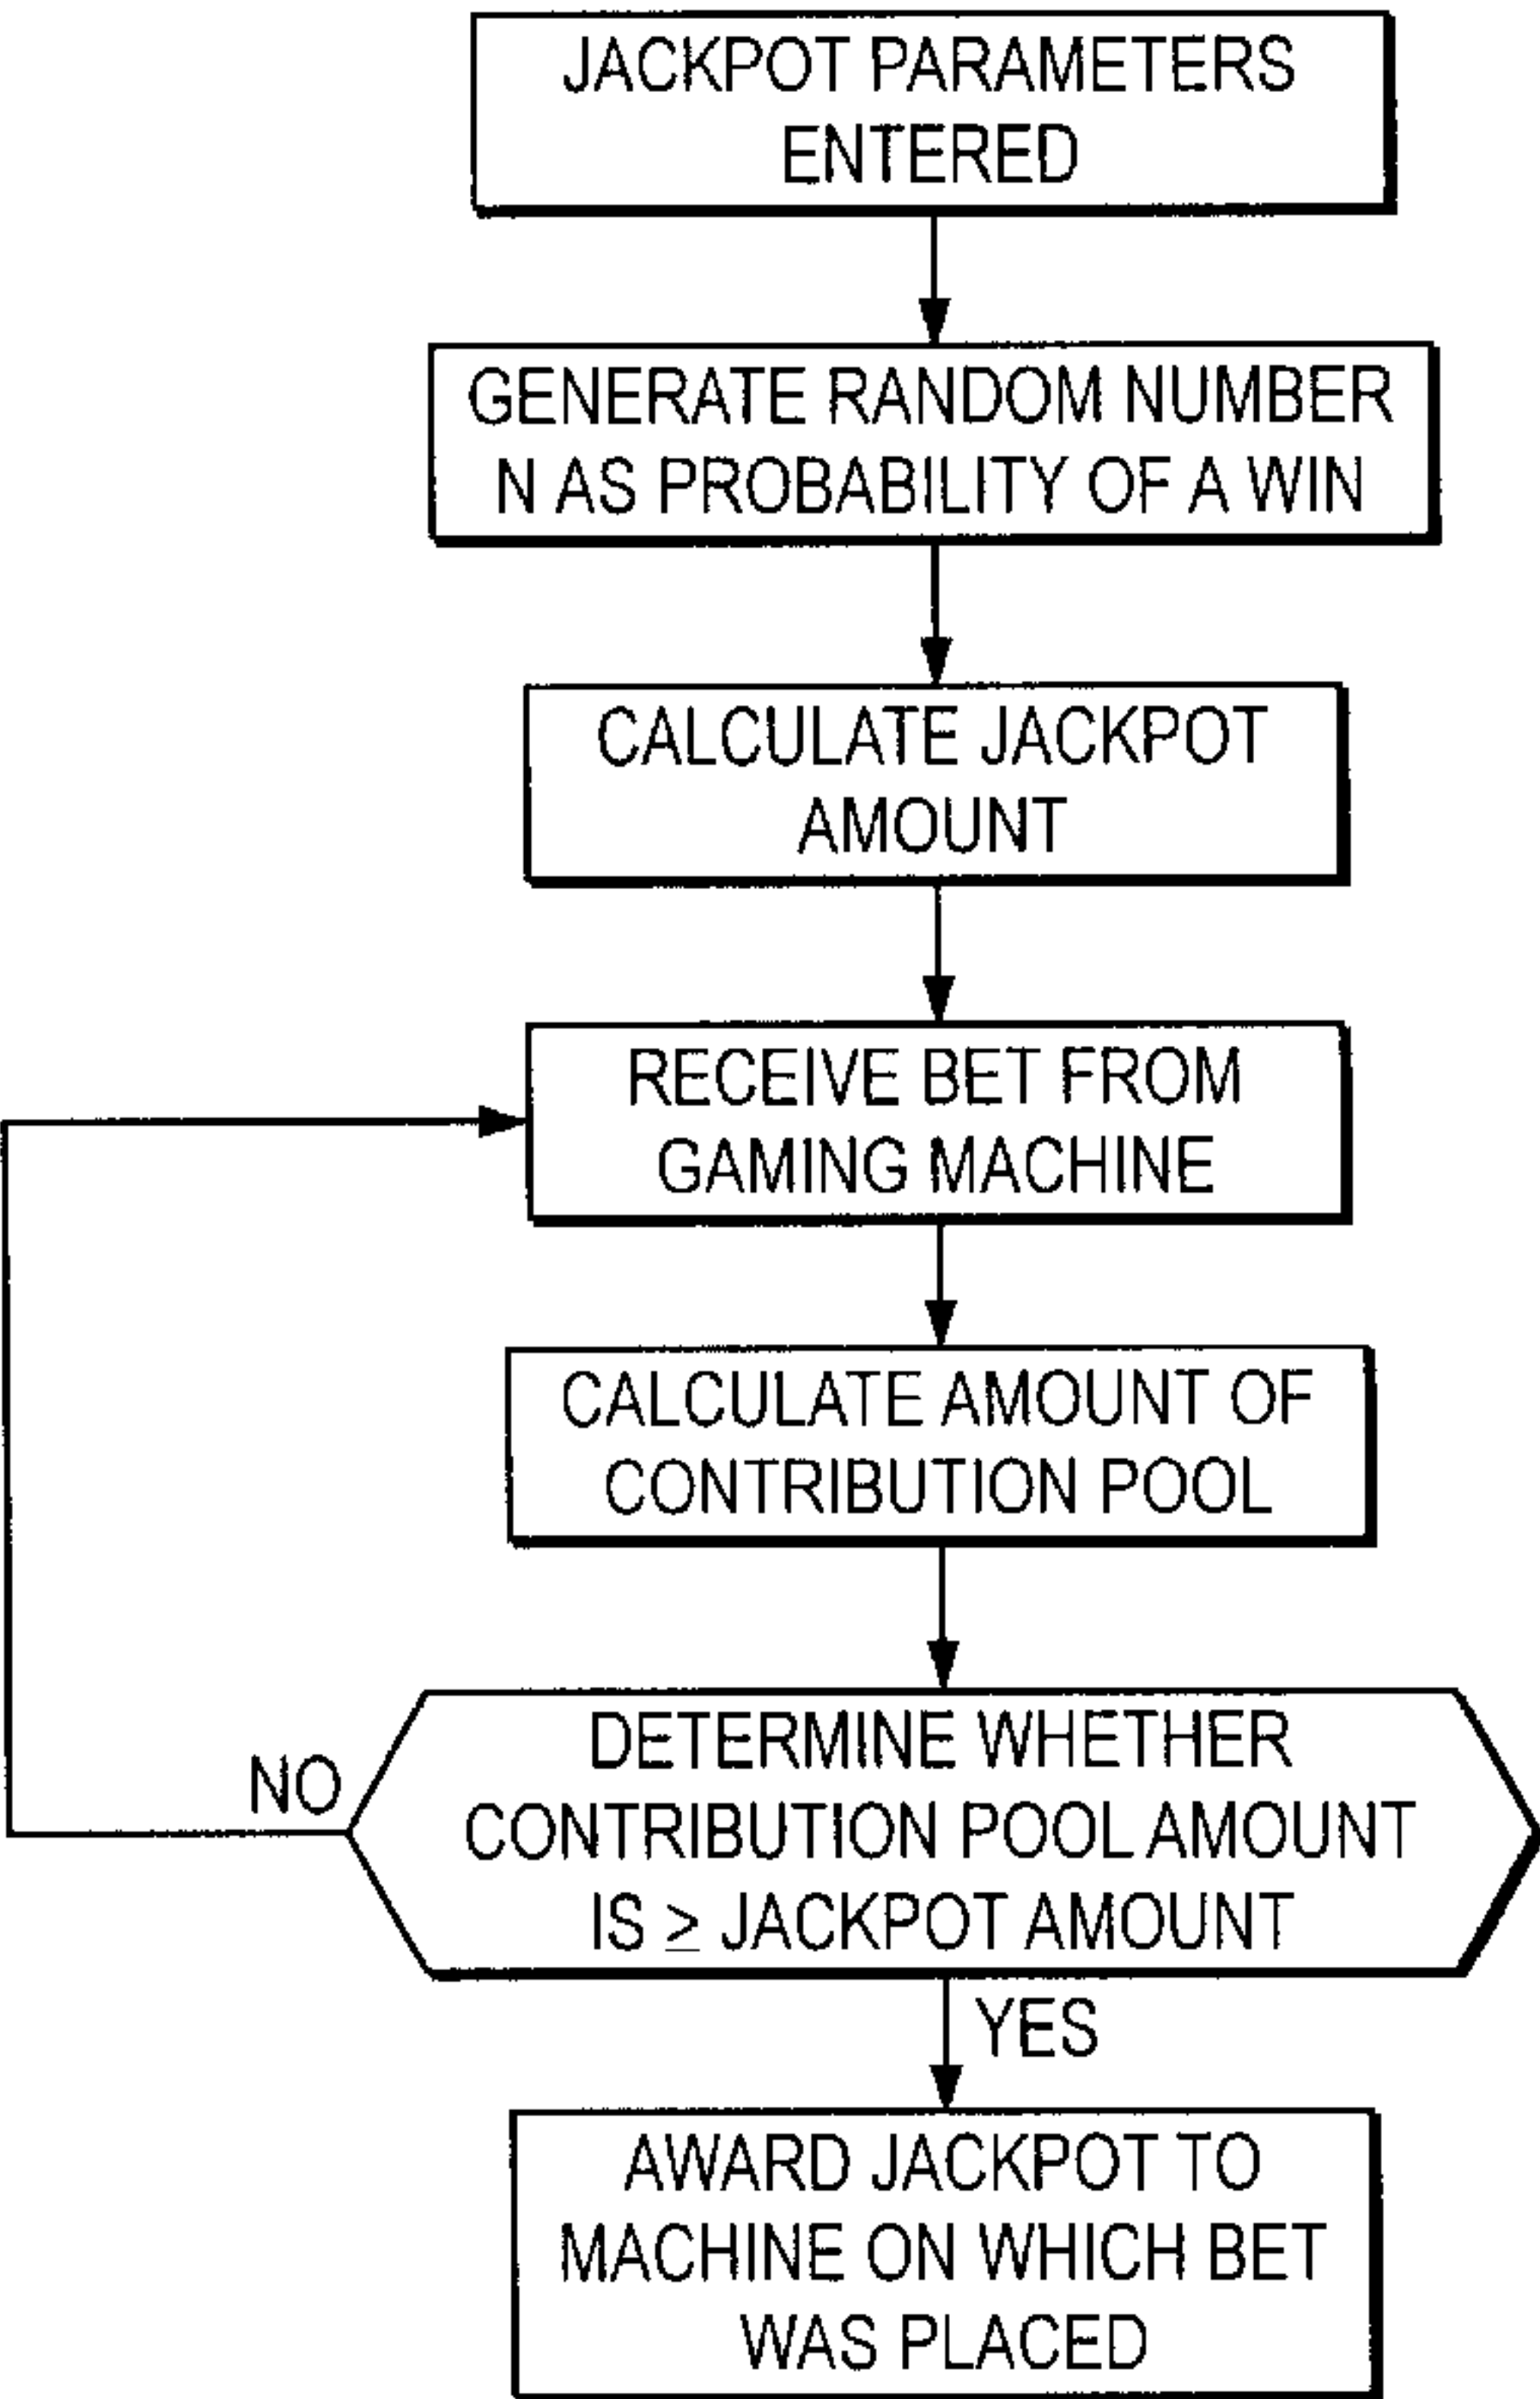 JACKPOT PARAMETERS
ENTERED
GENERATE RANDOM NUMBER
N AS PROBABILITY OF A WIN
CALCULATE JACKPOT
AMOUNT
RECEIVE BET FROM
GAMING MACHINE
CALCULATE AMOUNT OF
CONTRIBUTION POOL
DETERMINE WHETHER
CONTRIBUTION POOL AMOUNT
IS ≥ JACKPOT AMOUNT
NO
YES
AWARD JACKPOT TO
MACHINE ON WHICH BET
WAS PLACED